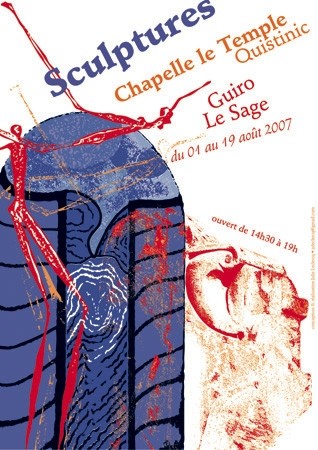 Sculptures
Chapelle le Temple
Quistinic
Guiro
Le Sage
du 01 au 19 août 2007
ouvert de 14h30 à 19h